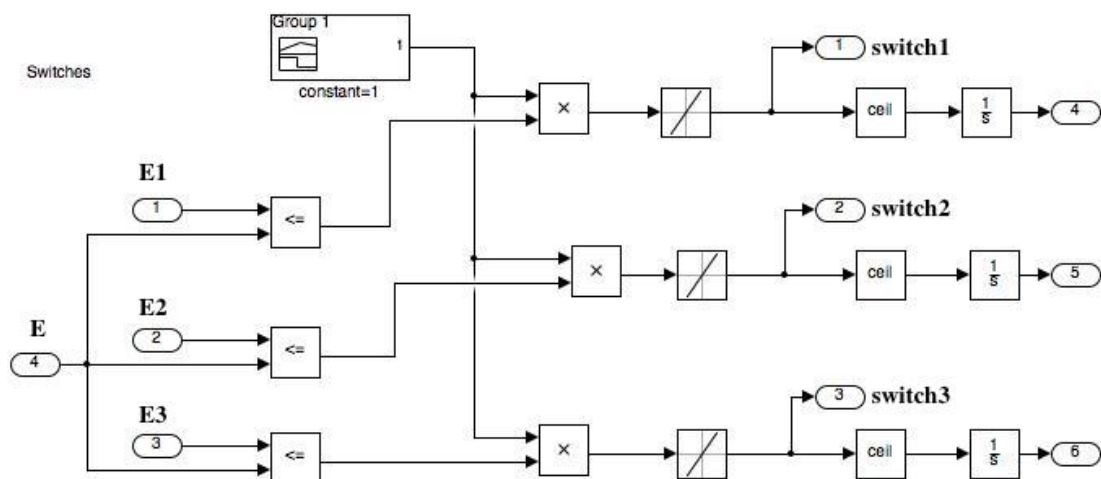 Group 1
1
constant=1
Switches
1
switch1
×
ceil
1
s
4
E1
1
<=
2
switch2
×
ceil
1
s
5
E2
2
<=
E
4
3
switch3
E3
3
<=
×
ceil
1
s
6